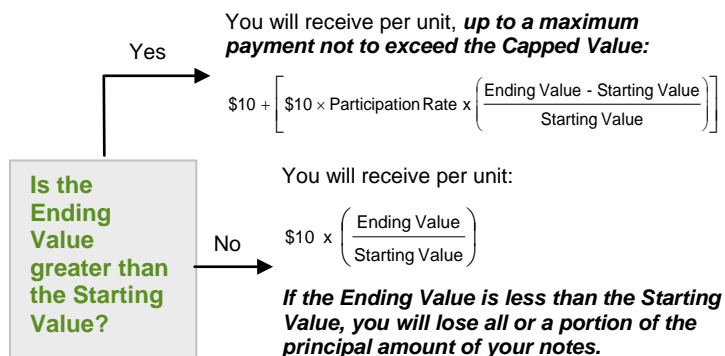 You will receive per unit, up to a maximum
payment not to exceed the Capped Value:
Yes
$10 + [ $10 × Participation Rate x ( Ending Value - Starting Value / Starting Value ) ]
Is the
Ending
Value
greater than
the Starting
Value?
No
You will receive per unit:
$10 x ( Ending Value / Starting Value )
If the Ending Value is less than the Starting
Value, you will lose all or a portion of the
principal amount of your notes.